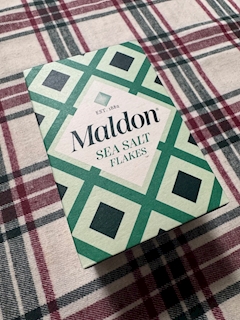 EST. 1882
Maldon
SEA SALT
FLAKES